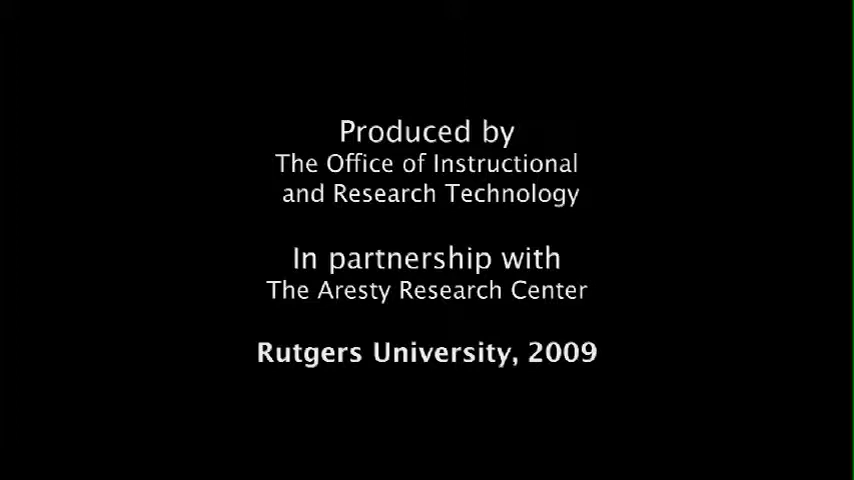 Produced by
The Office of Instructional
and Research Technology
In partnership with
The Aresty Research Center
Rutgers University, 2009